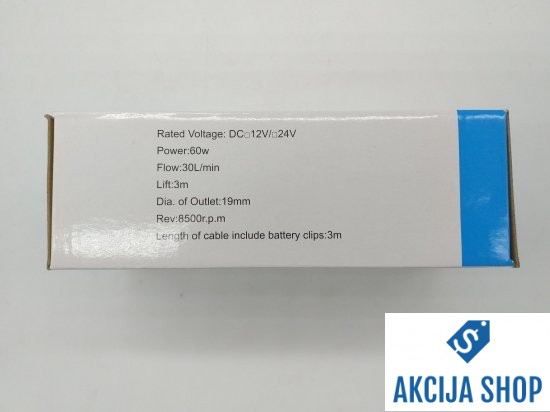 Rated Voltage: DC□12V/□24V
Power:60w
Flow:30L/min
Lift:3m
Dia. of Outlet:19mm
Rev:8500r.p.m
Length of cable include battery clips:3m
AKCIJA SHOP